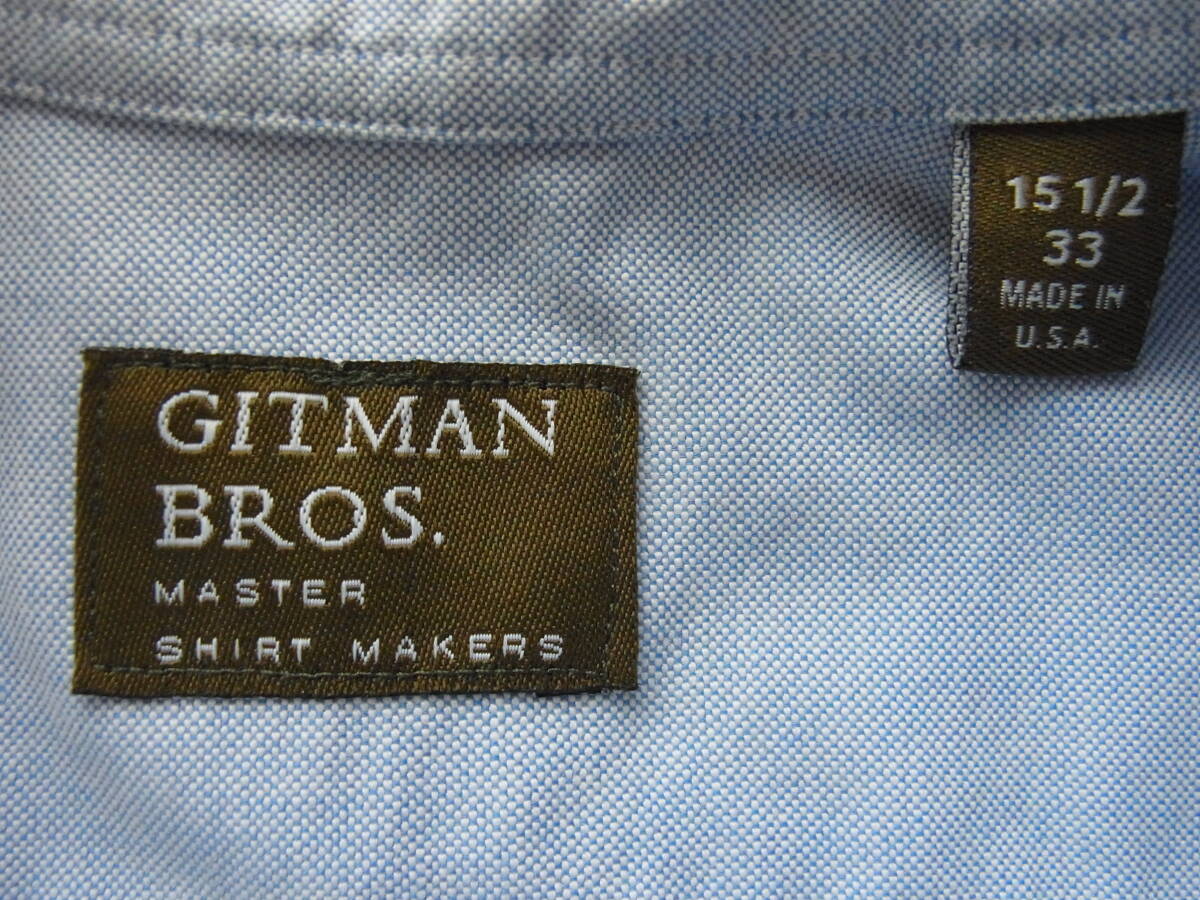 GITMAN
BROS.
MASTER
SHIRT MAKERS
15 1/2
33
MADE IN
U.S.A.